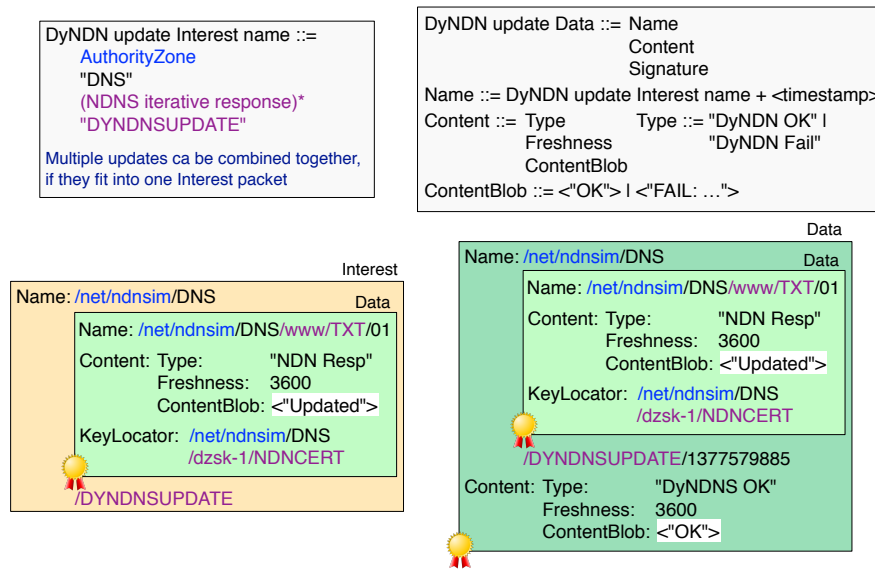 DyNDN update Interest name ::=
AuthorityZone
"DNS"
(NDNS iterative response)*
"DYNDNSUPDATE"
Multiple updates ca be combined together,
if they fit into one Interest packet
DyNDN update Data ::= Name
Content
Signature
Name ::= DyNDN update Interest name + <timestamp>
Content ::= Type Type ::= "DyNDN OK" |
Freshness "DyNDN Fail"
ContentBlob
ContentBlob ::= <"OK"> | <"FAIL: …">
Interest
Name: /net/ndnsim/DNS
Data
Name: /net/ndnsim/DNS/www/TXT/01
Content: Type: "NDN Resp"
Freshness: 3600
ContentBlob: <"Updated">
KeyLocator: /net/ndnsim/DNS
/dzsk-1/NDNCERT
/DYNDNSUPDATE
Data
Name: /net/ndnsim/DNS
Data
Name: /net/ndnsim/DNS/www/TXT/01
Content: Type: "NDN Resp"
Freshness: 3600
ContentBlob: <"Updated">
KeyLocator: /net/ndnsim/DNS
/dzsk-1/NDNCERT
/DYNDNSUPDATE/1377579885
Content: Type: "DyNDNS OK"
Freshness: 3600
ContentBlob: <"OK">